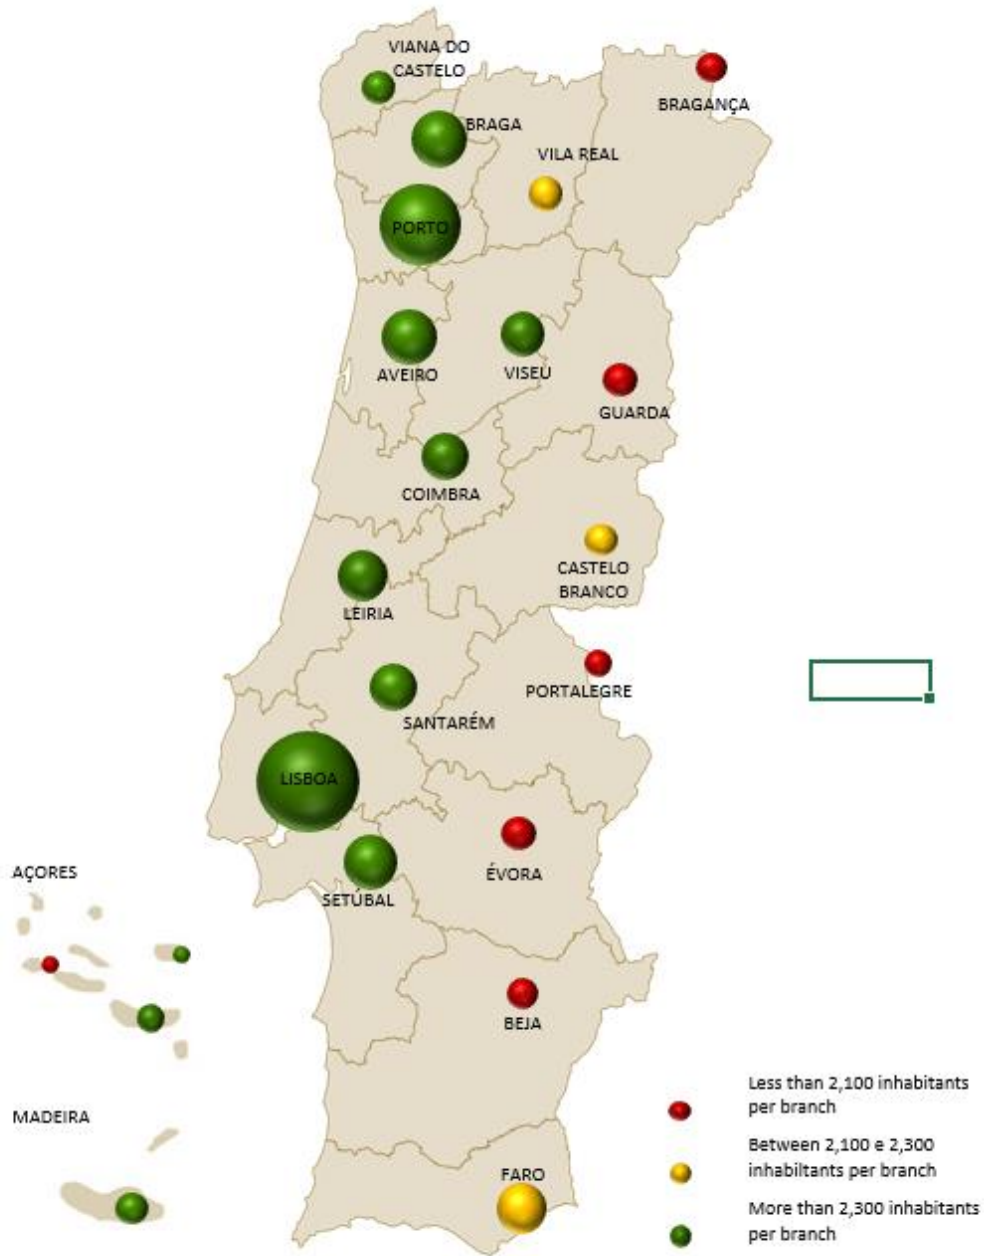 VIANA DO
CASTELO
BRAGANÇA
BRAGA
VILA REAL
PORTO
AVEIRO
VISEU
GUARDA
COIMBRA
CASTELO
BRANCO
LEIRIA
PORTALEGRE
SANTARÉM
LISBOA
ÉVORA
SETÚBAL
AÇORES
BEJA
MADEIRA
FARO
Less than 2,100 inhabitants
per branch
Between 2,100 e 2,300
inhabiltants per branch
More than 2,300 inhabitants
per branch